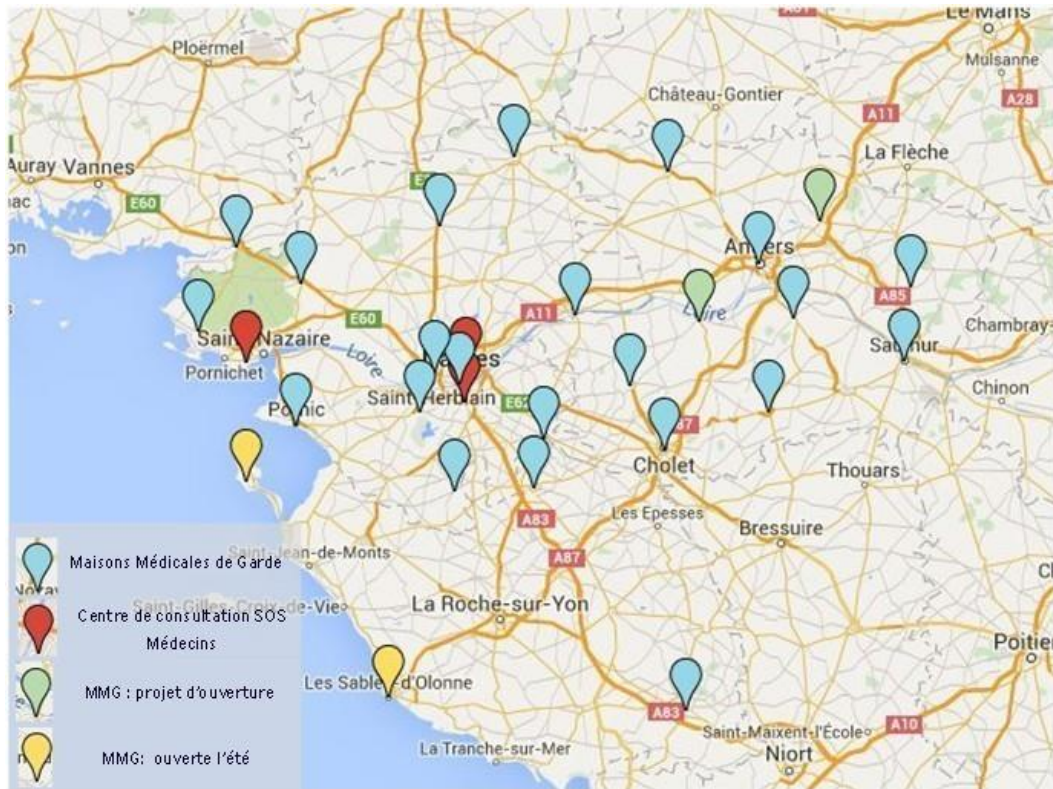 Le Mans
Ploërmel
Mulsanne
Château-Gontier
A28
A11
La Flèche
Auray Vannes
E60
Angers
A85
A11
E60
Loire
Saint-Nazaire
Loire
Chambray
Pornichet
Saumur
Saint-Herblain
Chinon
Pornic
Cholet
Thouars
Les Epesses
A83
Bressuire
A87
Saint-Jean-de-Monts
Maisons Médicales de Garde
Saint-Gilles-Croix-de-Vie
La Roche-sur-Yon
Centre de consultation SOS
Médecins
Poitie
Les Sables-d'Olonne
MMG : projet d'ouverture
A83
Saint-Maixent-l'École
A10
La Tranche-sur-Mer
Niort
MMG: ouverte l'été